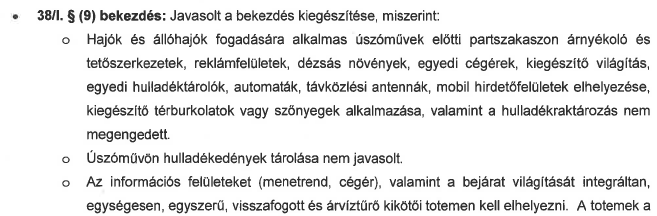 • 38/I. § (9) bekezdés: Javasolt a bekezdés kiegészítése, miszerint:
o Hajók és állóhajók fogadására alkalmas úszóművek előtti partszakaszon árnyékoló és
tetőszerkezetek, reklámfelületek, dézsás növények, egyedi cégérek, kiegészítő világítás,
egyedi hulladéktárolók, automaták, távközlési antennák, mobil hirdetőfelületek elhelyezése,
kiegészítő térburkolatok vagy szőnyegek alkalmazása, valamint a hulladékraktározás nem
megengedett.
o Úszóművön hulladékedények tárolása nem javasolt.
o Az információs felületeket (menetrend, cégér), valamint a bejárat világítását integráltan,
egységesen, egyszerű, visszafogott és árvíztűrő kikötői totemen kell elhelyezni. A totemek a